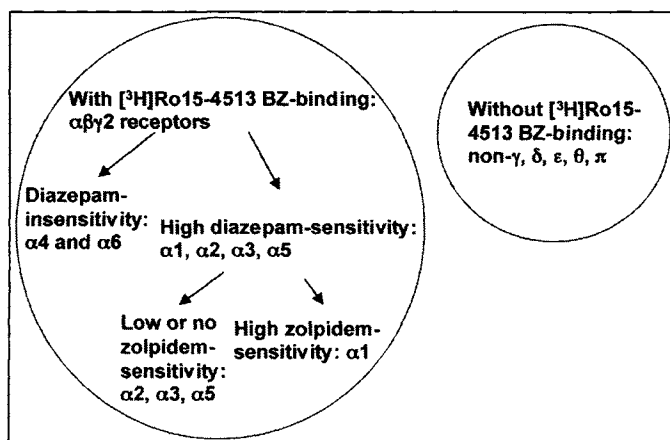 With [³H]Ro15-4513 BZ-binding:
αβγ2 receptors
Diazepam-
insensitivity:
α4 and α6
High diazepam-sensitivity:
α1, α2, α3, α5
Low or no
zolpidem-
sensitivity:
α2, α3, α5
High zolpidem-
sensitivity: α1
Without [³H]Ro15-
4513 BZ-binding:
non-γ, δ, ε, θ, π